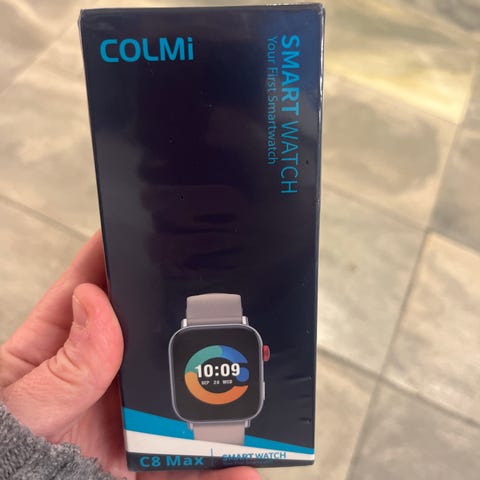 COLMi
SMART WATCH
Your First Smartwatch
10:09
SEP 28 WED
C8 Max
SMART WATCH